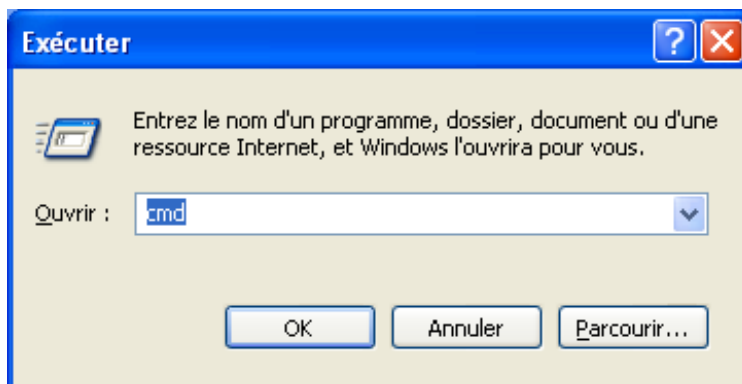 Exécuter
Entrez le nom d'un programme, dossier, document ou d'une
ressource Internet, et Windows l'ouvrira pour vous.
Ouvrir : cmd
OK Annuler Parcourir...